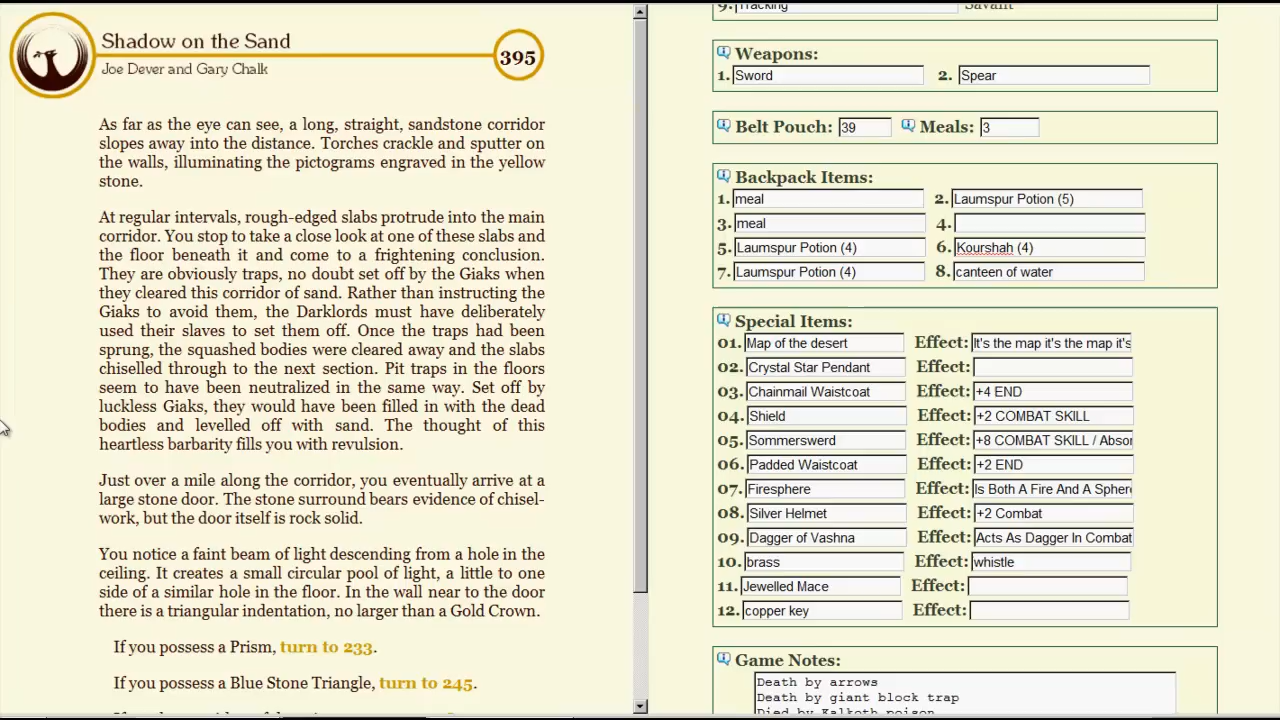 Shadow on the Sand
Joe Dever and Gary Chalk
395
As far as the eye can see, a long, straight, sandstone corridor
slopes away into the distance. Torches crackle and sputter on
the walls, illuminating the pictograms engraved in the yellow
stone.
At regular intervals, rough-edged slabs protrude into the main
corridor. You stop to take a close look at one of these slabs and
the floor beneath it and come to a frightening conclusion.
They are obviously traps, no doubt set off by the Giaks when
they cleared this corridor of sand. Rather than instructing the
Giaks to avoid them, the Darklords must have deliberately
used their slaves to set them off. Once the traps had been
sprung, the squashed bodies were cleared away and the slabs
chiselled through to the next section. Pit traps in the floors
seem to have been neutralized in the same way. Set off by
luckless Giaks, they would have been filled in with the dead
bodies and levelled off with sand. The thought of this
heartless barbarity fills you with revulsion.
Just over a mile along the corridor, you eventually arrive at a
large stone door. The stone surround bears evidence of chisel-
work, but the door itself is rock solid.
You notice a faint beam of light descending from a hole in the
ceiling. It creates a small circular pool of light, a little to one
side of a similar hole in the floor. In the wall near to the door
there is a triangular indentation, no larger than a Gold Crown.
If you possess a Prism, turn to 233.
If you possess a Blue Stone Triangle, turn to 245.
9. Tracking Savant
Weapons:
1. Sword 2. Spear
Belt Pouch: 39 Meals: 3
Backpack Items:
1. meal 2. Laumspur Potion (5)
3. meal 4.
5. Laumspur Potion (4) 6. Kourshah (4)
7. Laumspur Potion (4) 8. canteen of water
Special Items:
01. Map of the desert Effect: It's the map it's the map it's
02. Crystal Star Pendant Effect:
03. Chainmail Waistcoat Effect: +4 END
04. Shield Effect: +2 COMBAT SKILL
05. Sommerswerd Effect: +8 COMBAT SKILL / Absor
06. Padded Waistcoat Effect: +2 END
07. Firesphere Effect: Is Both A Fire And A Sphere
08. Silver Helmet Effect: +2 Combat
09. Dagger of Vashna Effect: Acts As Dagger In Combat
10. brass Effect: whistle
11. Jewelled Mace Effect:
12. copper key Effect:
Game Notes:
Death by arrows
Death by giant block trap
Died by Kalkoth poison